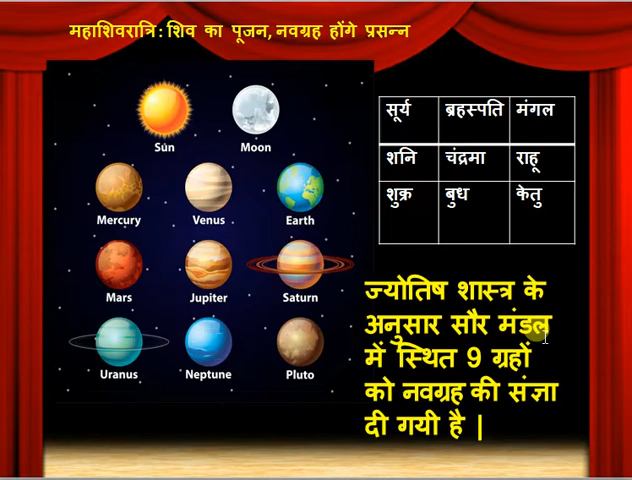 महाशिवरात्रि: शिव का पूजन, नवग्रह होंगे प्रसन्न
Sun Moon
Mercury Venus Earth
Mars Jupiter Saturn
Uranus Neptune Pluto
सूर्य ब्रहस्पति मंगल
शनि चंद्रमा राहू
शुक्र बुध केतु
ज्योतिष शास्त्र के
अनुसार सौर मंडल
में स्थित 9 ग्रहों
को नवग्रह की संज्ञा
दी गयी है |